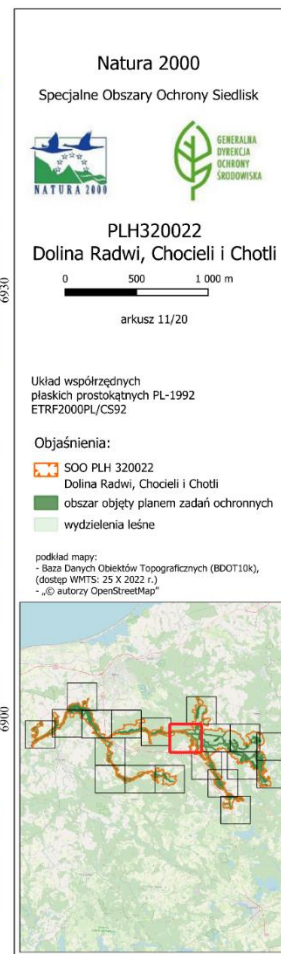 Natura 2000
Specjalne Obszary Ochrony Siedlisk
NATURA 2000
GENERALNA
DYREKCJA
OCHRONY
ŚRODOWISKA
PLH320022
Dolina Radwi, Chocieli i Chotli
0 500 1 000 m
arkusz 11/20
6930
Układ współrzędnych
płaskich prostokątnych PL-1992
ETRF2000PL/CS92
Objaśnienia:
SOO PLH 320022
Dolina Radwi, Chocieli i Chotli
obszar objęty planem zadań ochronnych
wydzielenia leśne
podkład mapy:
- Baza Danych Obiektów Topograficznych (BDOT10k),
(dostęp WMTS: 25 X 2022 r.)
- „© autorzy OpenStreetMap"
6900